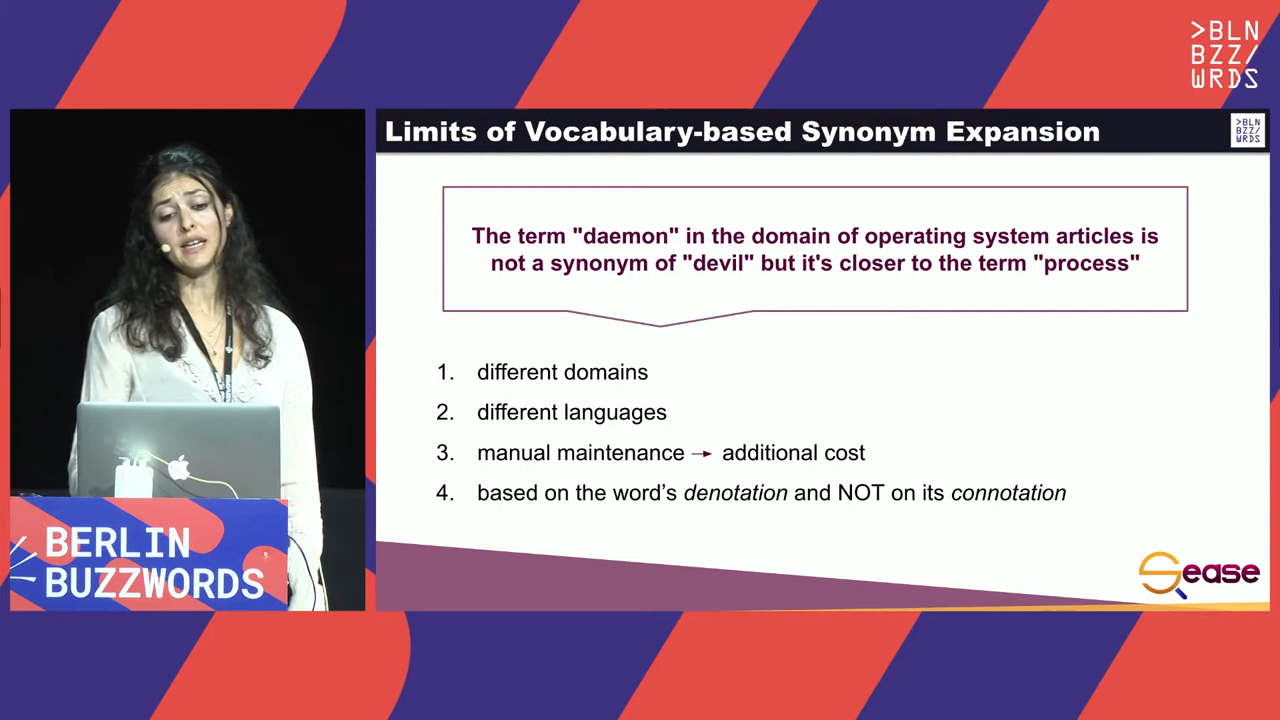 >BLN
BZZ/
WRDS
Limits of Vocabulary-based Synonym Expansion
>BLN
BZZ/
WRDS
The term "daemon" in the domain of operating system articles is
not a synonym of "devil" but it's closer to the term "process"
1. different domains
2. different languages
3. manual maintenance → additional cost
4. based on the word's denotation and NOT on its connotation
Sease
BERLIN
BUZZWORDS